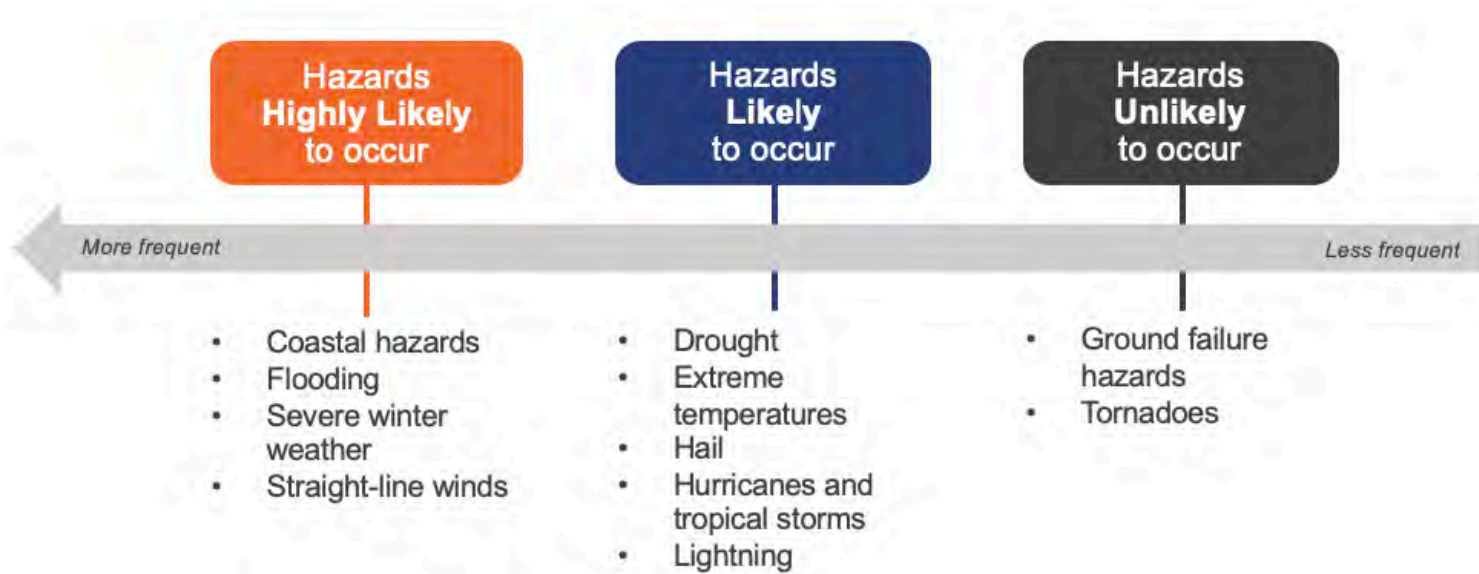 Hazards
Highly Likely
to occur
Hazards
Likely
to occur
Hazards
Unlikely
to occur
More frequent
Less frequent
• Coastal hazards
• Flooding
• Severe winter
weather
• Straight-line winds
• Drought
• Extreme
temperatures
• Hail
• Hurricanes and
tropical storms
• Lightning
• Ground failure
hazards
• Tornadoes